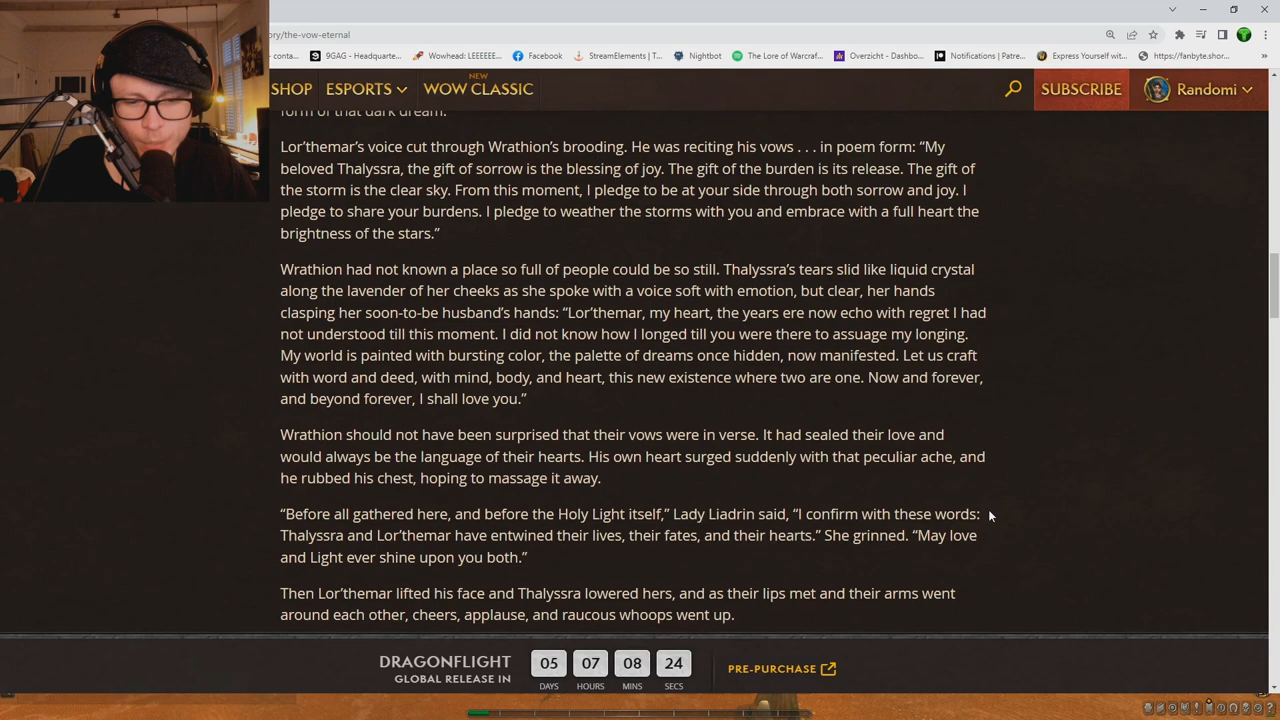 ory/the-vow-eternal
conta...
9GAG - Headquarte...
Wowhead: LEEEEEE...
Facebook
StreamElements | T...
Nightbot
The Lore of Warcraf...
Overzicht - Dashbo...
Notifications | Patre...
Express Yourself wit...
https://fanbyte.shor...
»
SHOP
ESPORTS
NEW
WOW CLASSIC
SUBSCRIBE
Randomi
form of that dark dream.
Lor’themar’s voice cut through Wrathion’s brooding. He was reciting his vows . . . in poem form: “My
beloved Thalyssra, the gift of sorrow is the blessing of joy. The gift of the burden is its release. The gift of
the storm is the clear sky. From this moment, I pledge to be at your side through both sorrow and joy. I
pledge to share your burdens. I pledge to weather the storms with you and embrace with a full heart the
brightness of the stars.”
Wrathion had not known a place so full of people could be so still. Thalyssra’s tears slid like liquid crystal
along the lavender of her cheeks as she spoke with a voice soft with emotion, but clear, her hands
clasping her soon-to-be husband’s hands: “Lor’themar, my heart, the years ere now echo with regret I had
not understood till this moment. I did not know how I longed till you were there to assuage my longing.
My world is painted with bursting color, the palette of dreams once hidden, now manifested. Let us craft
with word and deed, with mind, body, and heart, this new existence where two are one. Now and forever,
and beyond forever, I shall love you.”
Wrathion should not have been surprised that their vows were in verse. It had sealed their love and
would always be the language of their hearts. His own heart surged suddenly with that peculiar ache, and
he rubbed his chest, hoping to massage it away.
“Before all gathered here, and before the Holy Light itself,” Lady Liadrin said, “I confirm with these words:
Thalyssra and Lor’themar have entwined their lives, their fates, and their hearts.” She grinned. “May love
and Light ever shine upon you both.”
Then Lor’themar lifted his face and Thalyssra lowered hers, and as their lips met and their arms went
around each other, cheers, applause, and raucous whoops went up.
DRAGONFLIGHT
GLOBAL RELEASE IN
05
07
08
24
DAYS
HOURS
MINS
SECS
PRE-PURCHASE